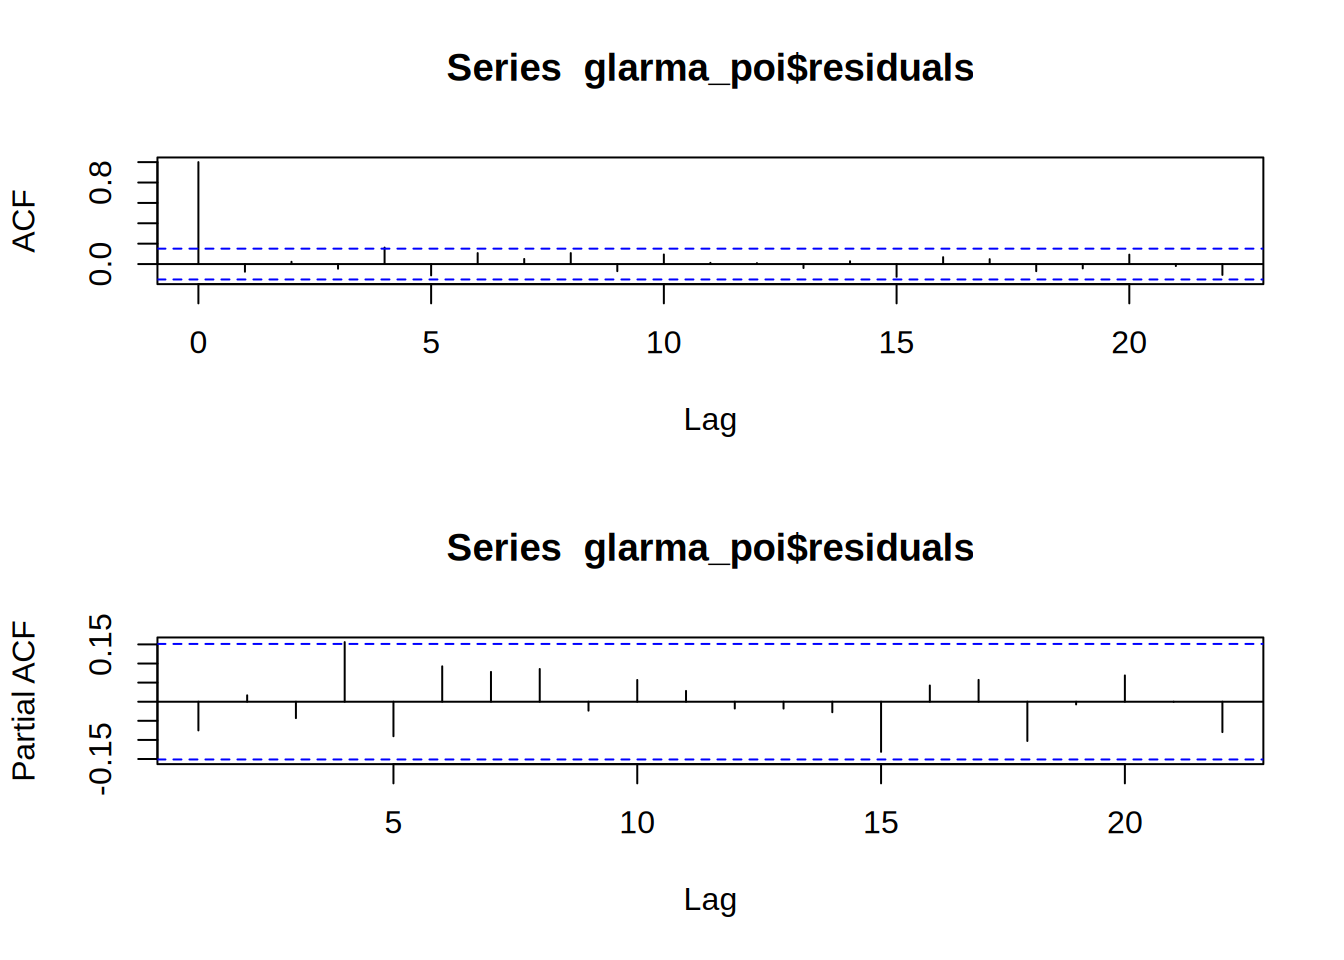 Series  glarma_poi$residuals
ACF
0.8
0.0
0 5 10 15 20
Lag
Series  glarma_poi$residuals
Partial ACF
0.15
-0.15
5 10 15 20
Lag